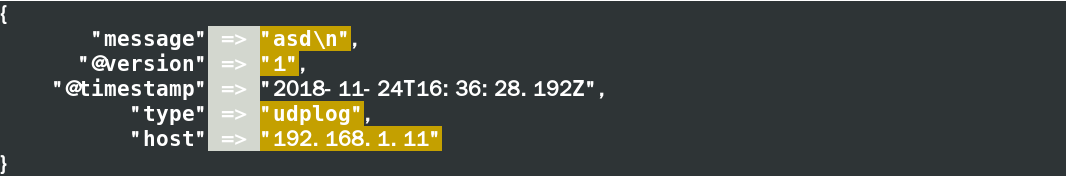 {
"message" => "asd\n",
"@version" => "1",
"@timestamp" => "2018-11-24T16:36:28.192Z",
"type" => "udplog",
"host" => "192.168.1.11"
}